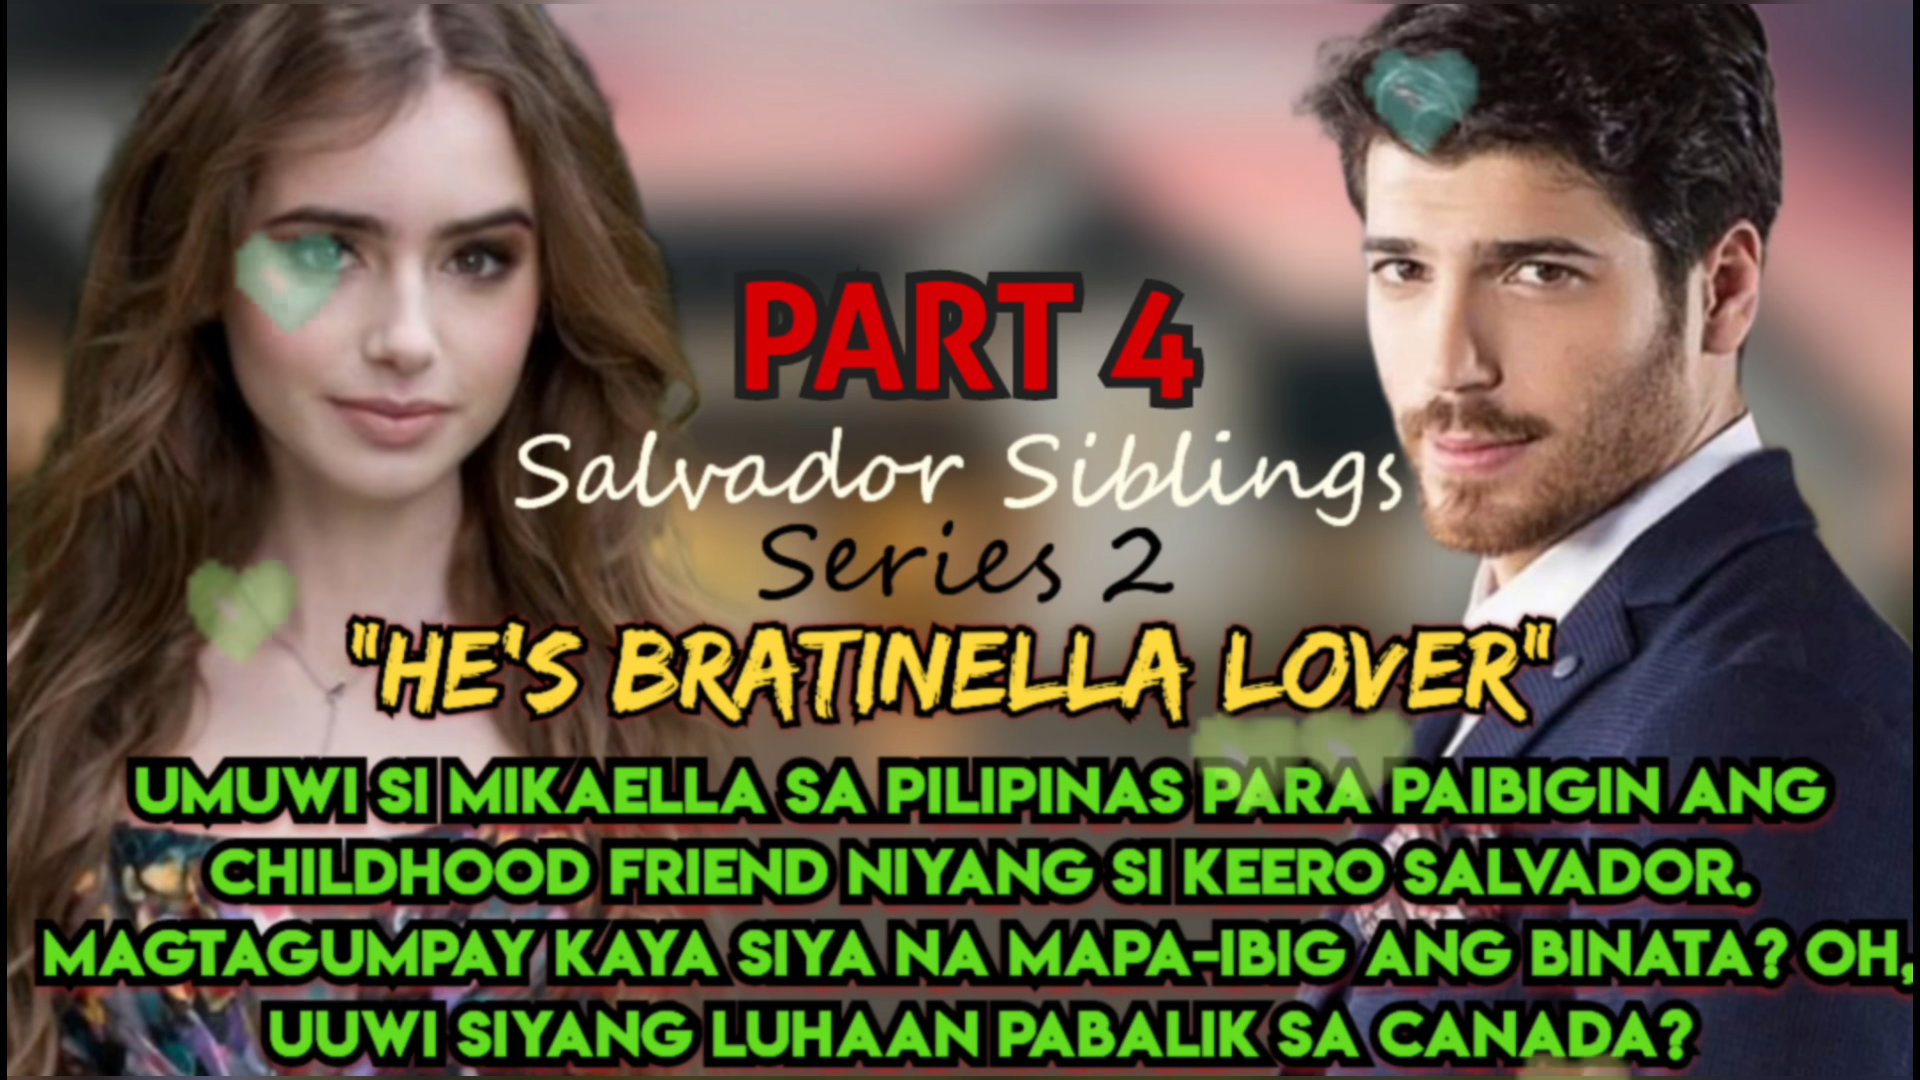 PART 4
Salvador Siblings
Series 2
"HE'S BRATINELLA LOVER"
UMUWI SI MIKAELLA SA PILIPINAS PARA PAIBIGIN ANG
CHILDHOOD FRIEND NIYANG SI KEERO SALVADOR.
MAGTAGUMPAY KAYA SIYA NA MAPA-IBIG ANG BINATA? OH,
UUWI SIYANG LUHAAN PABALIK SA CANADA?